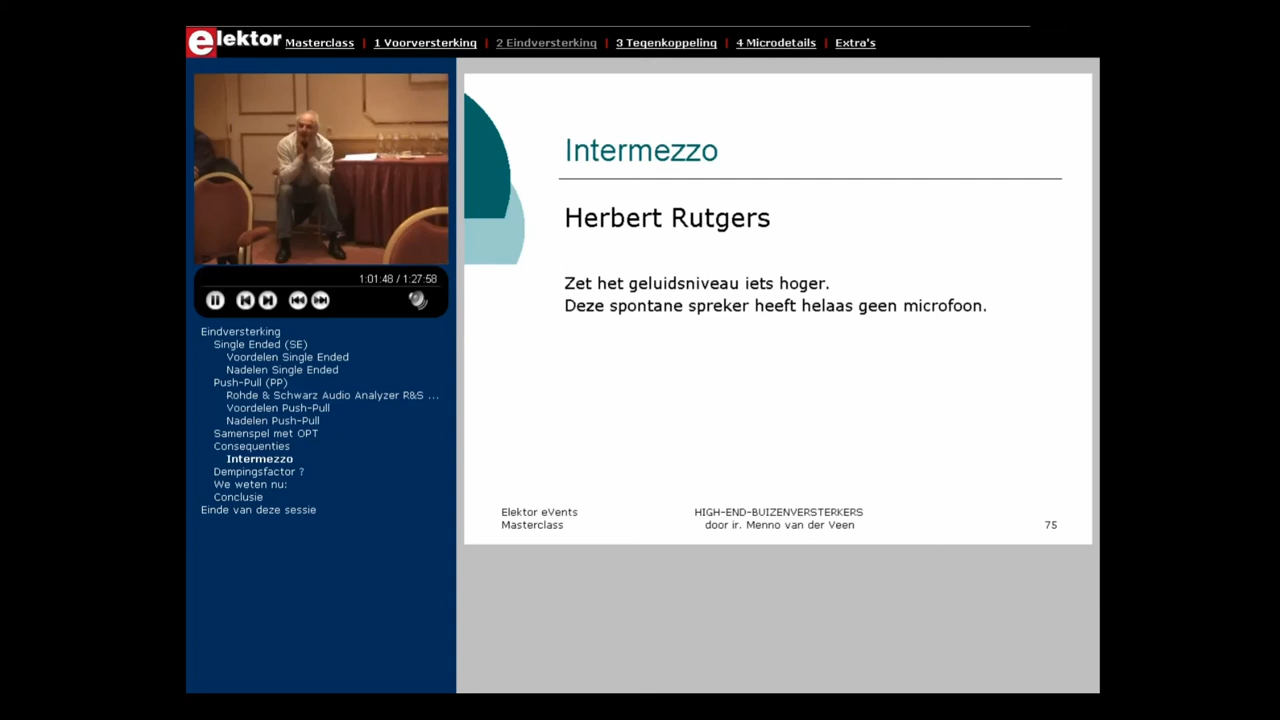 elektor Masterclass | 1 Voorversterking | 2 Eindversterking | 3 Tegenkoppeling | 4 Microdetails | Extra's
1:01:48 / 1:27:58
Eindversterking
Single Ended (SE)
Voordelen Single Ended
Nadelen Single Ended
Push-Pull (PP)
Rohde & Schwarz Audio Analyzer R&S ...
Voordelen Push-Pull
Nadelen Push-Pull
Samenspel met OPT
Consequenties
Intermezzo
Dempingsfactor ?
We weten nu:
Conclusie
Einde van deze sessie
Intermezzo
Herbert Rutgers
Zet het geluidsniveau iets hoger.
Deze spontane spreker heeft helaas geen microfoon.
Elektor eVents
Masterclass
HIGH-END-BUIZENVERSTERKERS
door ir. Menno van der Veen
75